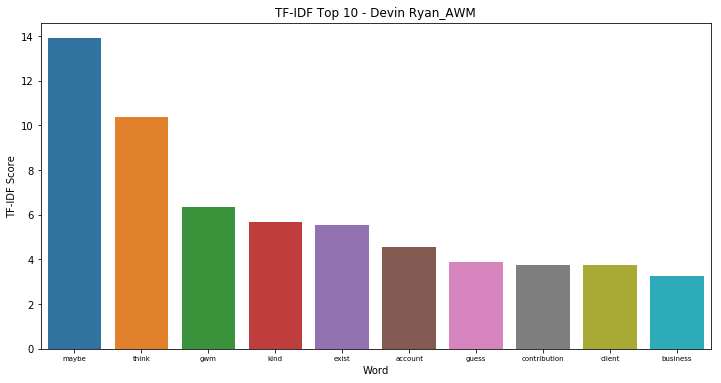 TF-IDF Top 10 - Devin Ryan_AWM
TF-IDF Score
14
12
10
8
6
4
2
0
maybe think gwm kind exist account guess contribution client business
Word